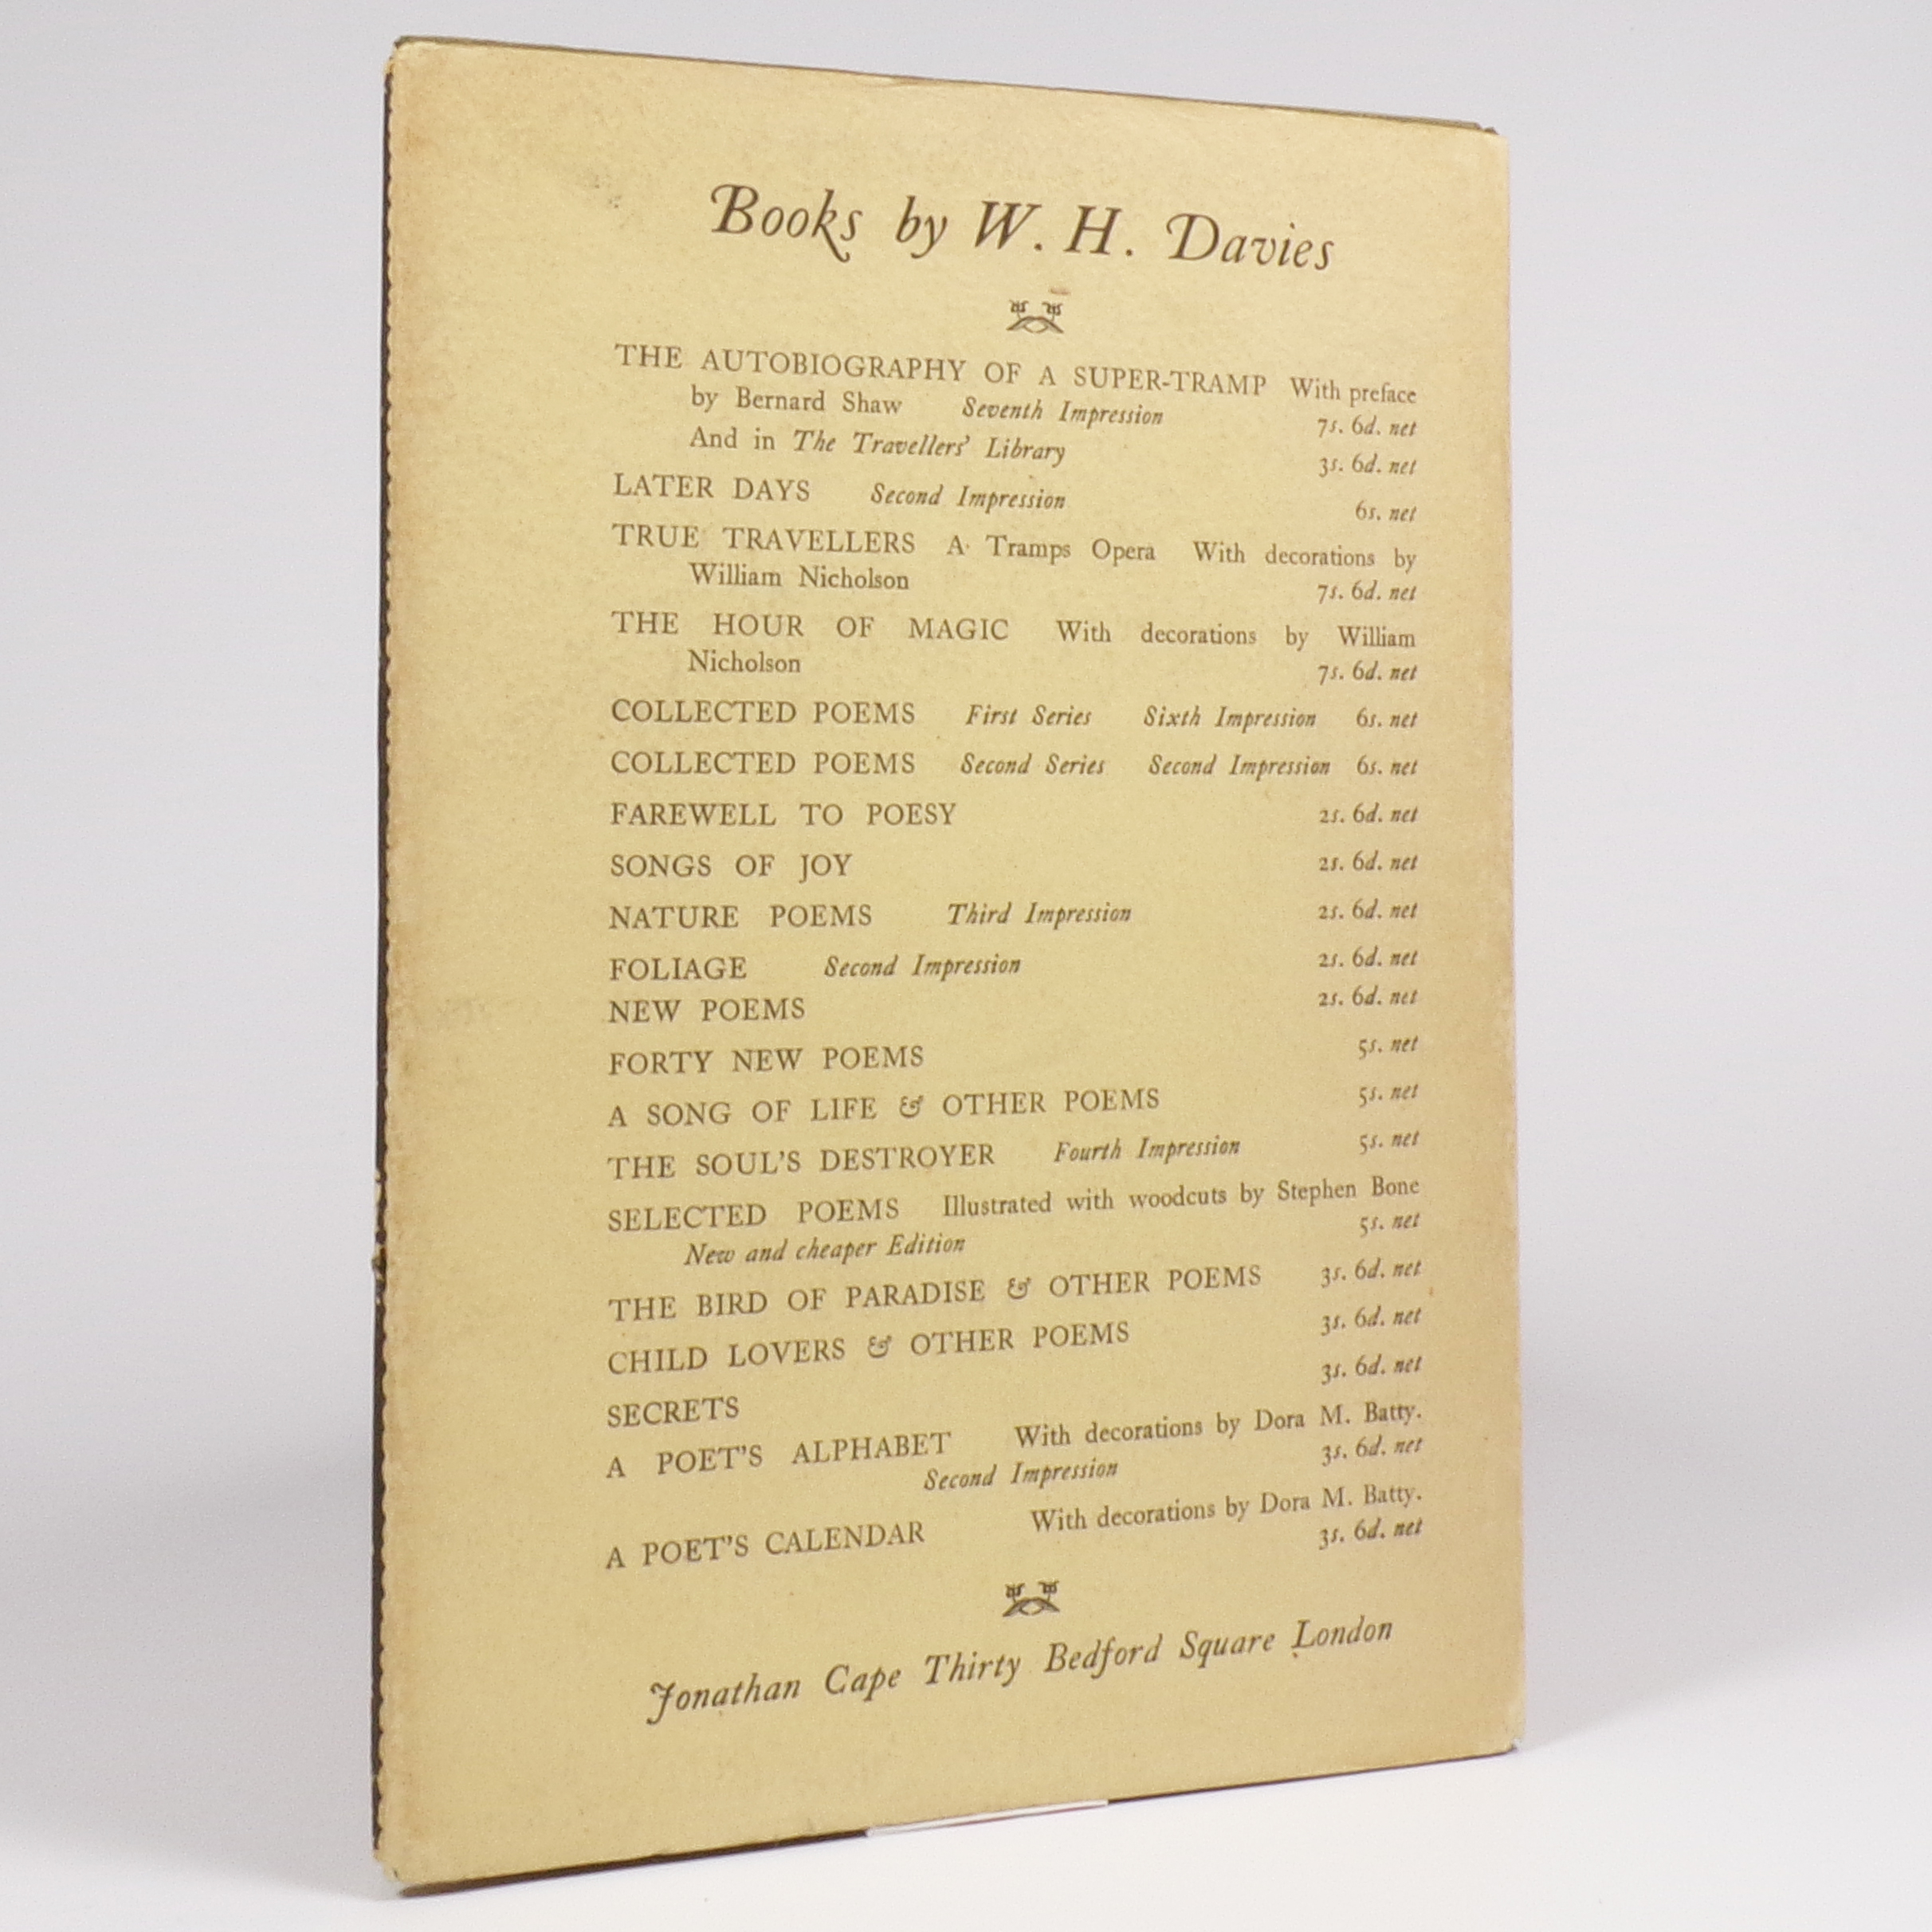 Books by W. H. Davies
THE AUTOBIOGRAPHY OF A SUPER-TRAMP With preface
by Bernard Shaw Seventh Impression 7s. 6d. net
And in The Travellers' Library 3s. 6d. net
LATER DAYS Second Impression 6s. net
TRUE TRAVELLERS A Tramps Opera With decorations by
William Nicholson 7s. 6d. net
THE HOUR OF MAGIC With decorations by William
Nicholson 7s. 6d. net
COLLECTED POEMS First Series Sixth Impression 6s. net
COLLECTED POEMS Second Series Second Impression 6s. net
FAREWELL TO POESY 2s. 6d. net
SONGS OF JOY 2s. 6d. net
NATURE POEMS Third Impression 2s. 6d. net
FOLIAGE Second Impression 2s. 6d. net
NEW POEMS 2s. 6d. net
FORTY NEW POEMS 5s. net
A SONG OF LIFE & OTHER POEMS 5s. net
THE SOUL'S DESTROYER Fourth Impression 5s. net
SELECTED POEMS Illustrated with woodcuts by Stephen Bone
New and cheaper Edition 5s. net
THE BIRD OF PARADISE & OTHER POEMS 3s. 6d. net
CHILD LOVERS & OTHER POEMS 3s. 6d. net
SECRETS 3s. 6d. net
A POET'S ALPHABET With decorations by Dora M. Batty.
Second Impression 3s. 6d. net
A POET'S CALENDAR With decorations by Dora M. Batty.
3s. 6d. net
Jonathan Cape Thirty Bedford Square London